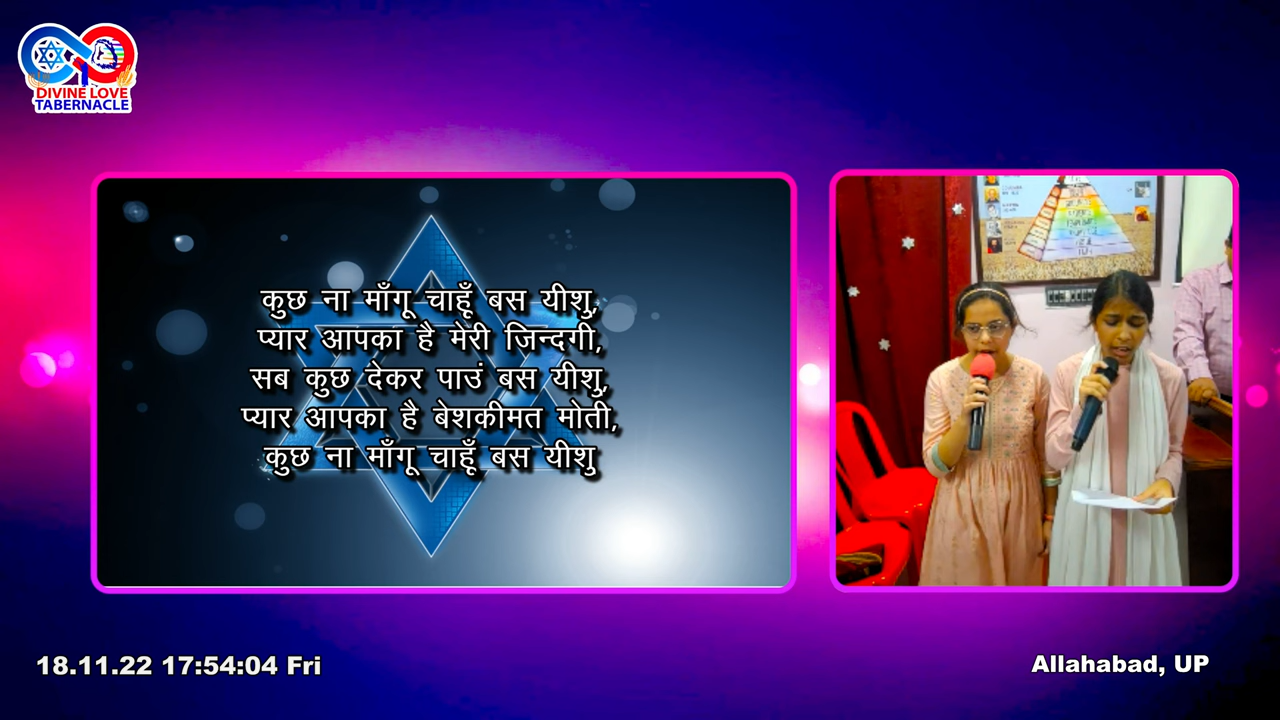 DIVINE LOVE
TABERNACLE
कुछ ना माँगू चाहूँ बस यीशु,
प्यार आपका है मेरी जिन्दगी,
सब कुछ देकर पाउं बस यीशु,
प्यार आपका है बेशकीमत मोती,
कुछ ना माँगू चाहूँ बस यीशु
18.11.22 17:54:04 Fri
Allahabad, UP